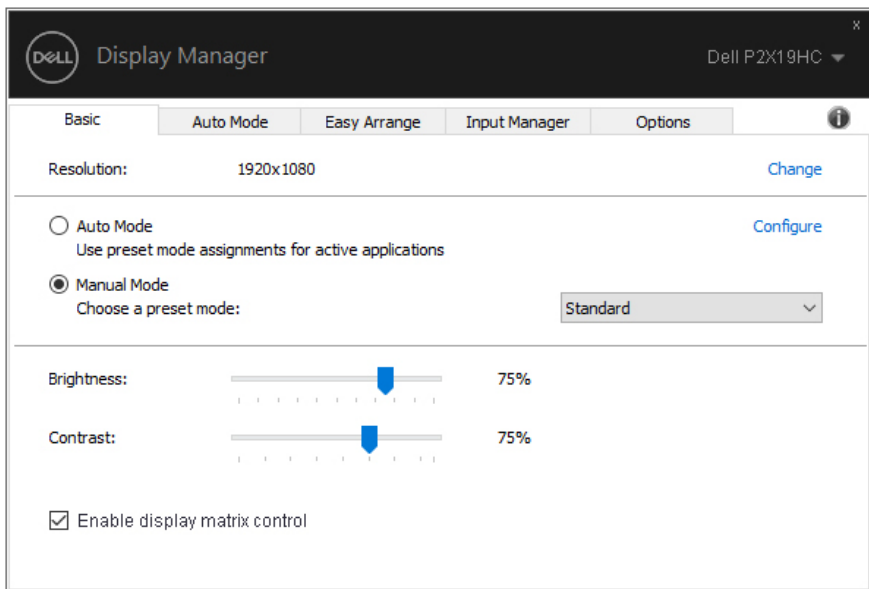 x
DELL
Display Manager
Dell P2X19HC
Basic
Auto Mode
Easy Arrange
Input Manager
Options
i
Resolution:
1920x1080
Change
Auto Mode
Configure
Use preset mode assignments for active applications
Manual Mode
Choose a preset mode:
Standard
Brightness:
75%
Contrast:
75%
Enable display matrix control